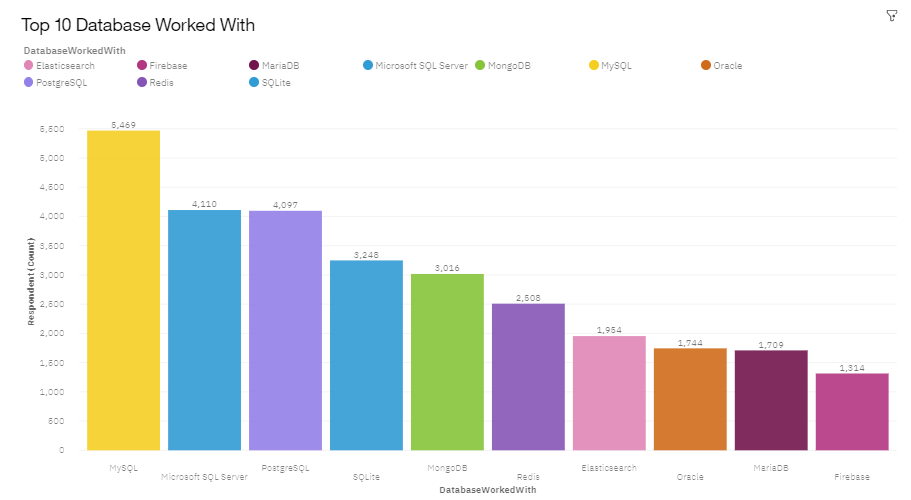 Top 10 Database Worked With
DatabaseWorkedWith
Elasticsearch Firebase MariaDB Microsoft SQL Server MongoDB MySQL Oracle
PostgreSQL Redis SQLite
5,500
5,000
4,500
4,000
3,500
3,000
2,500
2,000
1,500
1,000
500
0
Respondent (Count)
5,469
4,110
4,097
3,248
3,016
2,508
1,954
1,744
1,709
1,314
MySQL
Microsoft SQL Server
PostgreSQL
SQLite
MongoDB
Redis
Elasticsearch
Oracle
MariaDB
Firebase
DatabaseWorkedWith